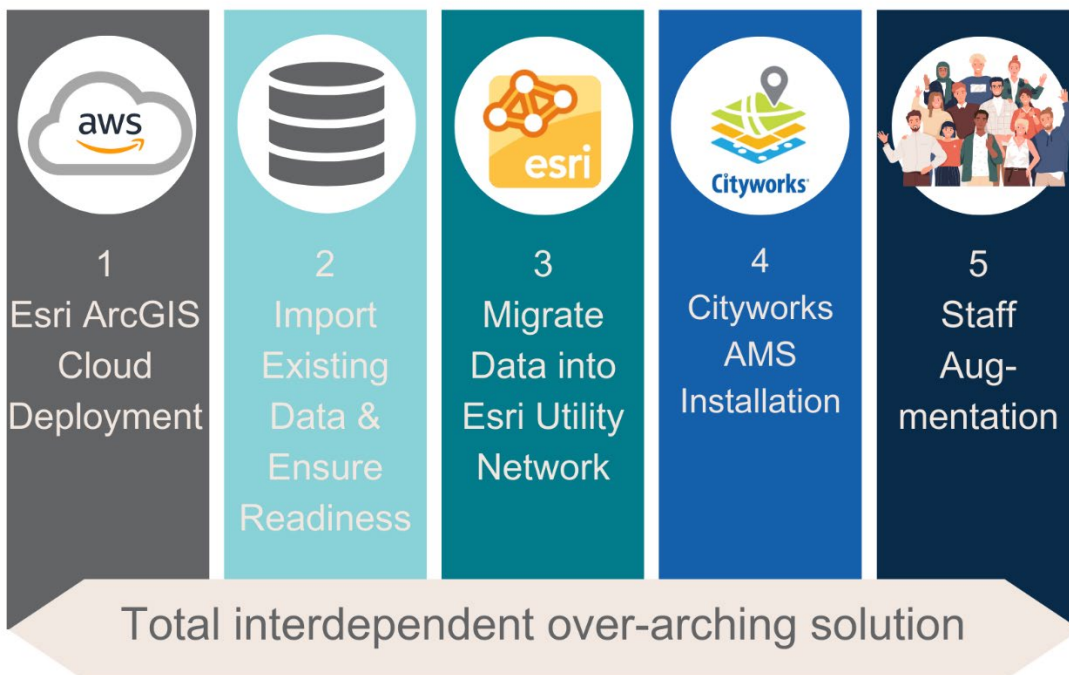 aws
esri
Cityworks
1
Esri ArcGIS
Cloud
Deployment
2
Import
Existing
Data &
Ensure
Readiness
3
Migrate
Data into
Esri Utility
Network
4
Cityworks
AMS
Installation
5
Staff
Aug-
mentation
Total interdependent over-arching solution